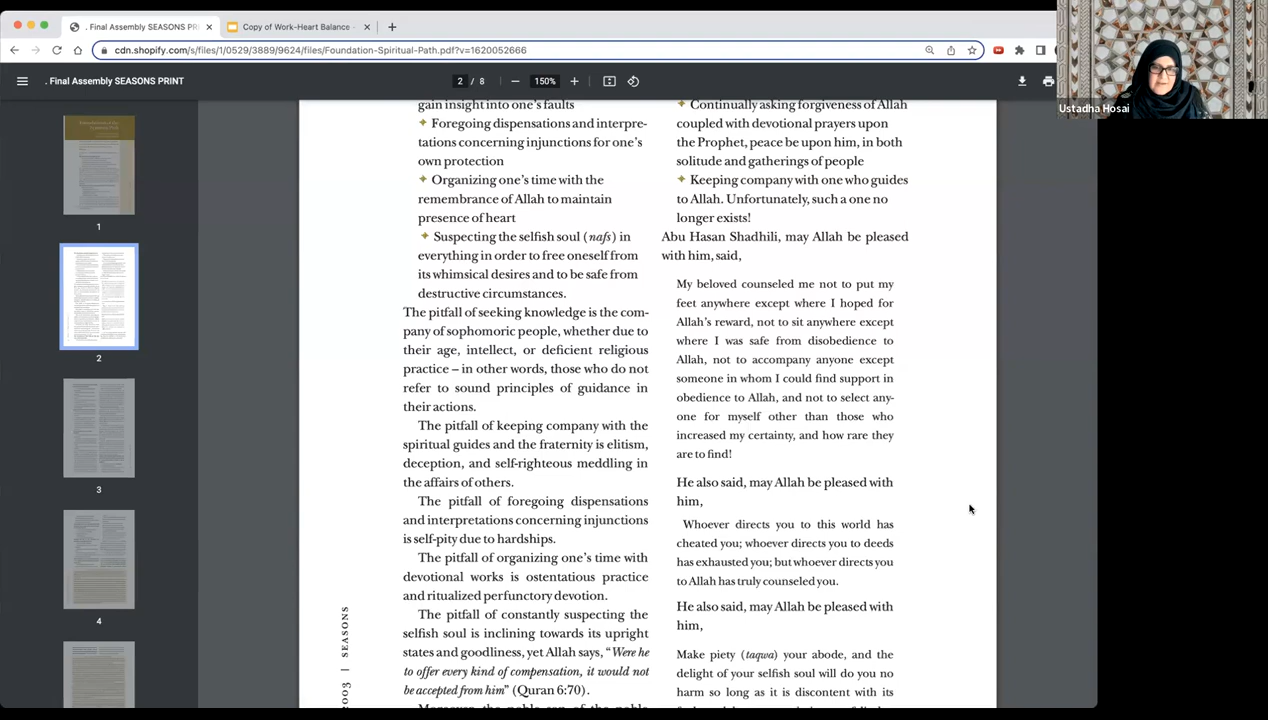 . Final Assembly SEASONS PR
Copy of Work-Heart Balance -
cdn.shopify.com/s/files/1/0529/3889/9624/files/Foundation-Spiritual-Path.pdf?v=1620052666
. Final Assembly SEASONS PRINT
2 / 8
150%
Ustadha Hosai
1
2
3
4
gain insight into one's faults
✦ Foregoing dispensations and interpre-
tations concerning injunctions for one's
own protection
✦ Organizing one's time with the
remembrance of Allah to maintain
presence of heart
✦ Suspecting the selfish soul (nafs) in
everything in order to free oneself from
its whimsical desires and to be safe from
destructive circumstances.
The pitfall of seeking knowledge is the com-
pany of sophomoric people, whether due to
their age, intellect, or deficient religious
practice – in other words, those who do not
refer to sound principles of guidance in
their actions.
The pitfall of keeping company with the
spiritual guides and the fraternity is elitism,
deception, and self-righteous meddling in
the affairs of others.
The pitfall of foregoing dispensations
and interpretations concerning injunctions
is self-pity due to hardships.
The pitfall of organizing one's time with
devotional works is ostentatious practice
and ritualized perfunctory devotion.
The pitfall of constantly suspecting the
selfish soul is inclining towards its upright
states and goodliness, yet Allah says, "Were he
to offer every kind of compensation, it would not
be accepted from him" (Quran 6:70).
2003 | SEASONS
✦ Continually asking forgiveness of Allah
coupled with devotional prayers upon
the Prophet, peace be upon him, in both
solitude and gatherings of people
✦ Keeping company with one who guides
to Allah. Unfortunately, such a one no
longer exists!
Abu Hasan Shadhili, may Allah be pleased
with him, said,
My beloved counseled me not to put my
feet anywhere except where I hoped for
Allah's reward, not to sit anywhere except
where I was safe from disobedience to
Allah, not to accompany anyone except
someone in whom I could find support in
obedience to Allah, and not to select any-
one for myself other than those who
increased my certainty, and how rare they
are to find!
He also said, may Allah be pleased with
him,
Whoever directs you to this world has
cheated you; whoever directs you to deeds
has exhausted you; but whoever directs you
to Allah has truly counseled you.
He also said, may Allah be pleased with
him,
Make piety (taqwa) your abode, and the
delight of your selfish soul will do you no
harm so long as it is discontent with its